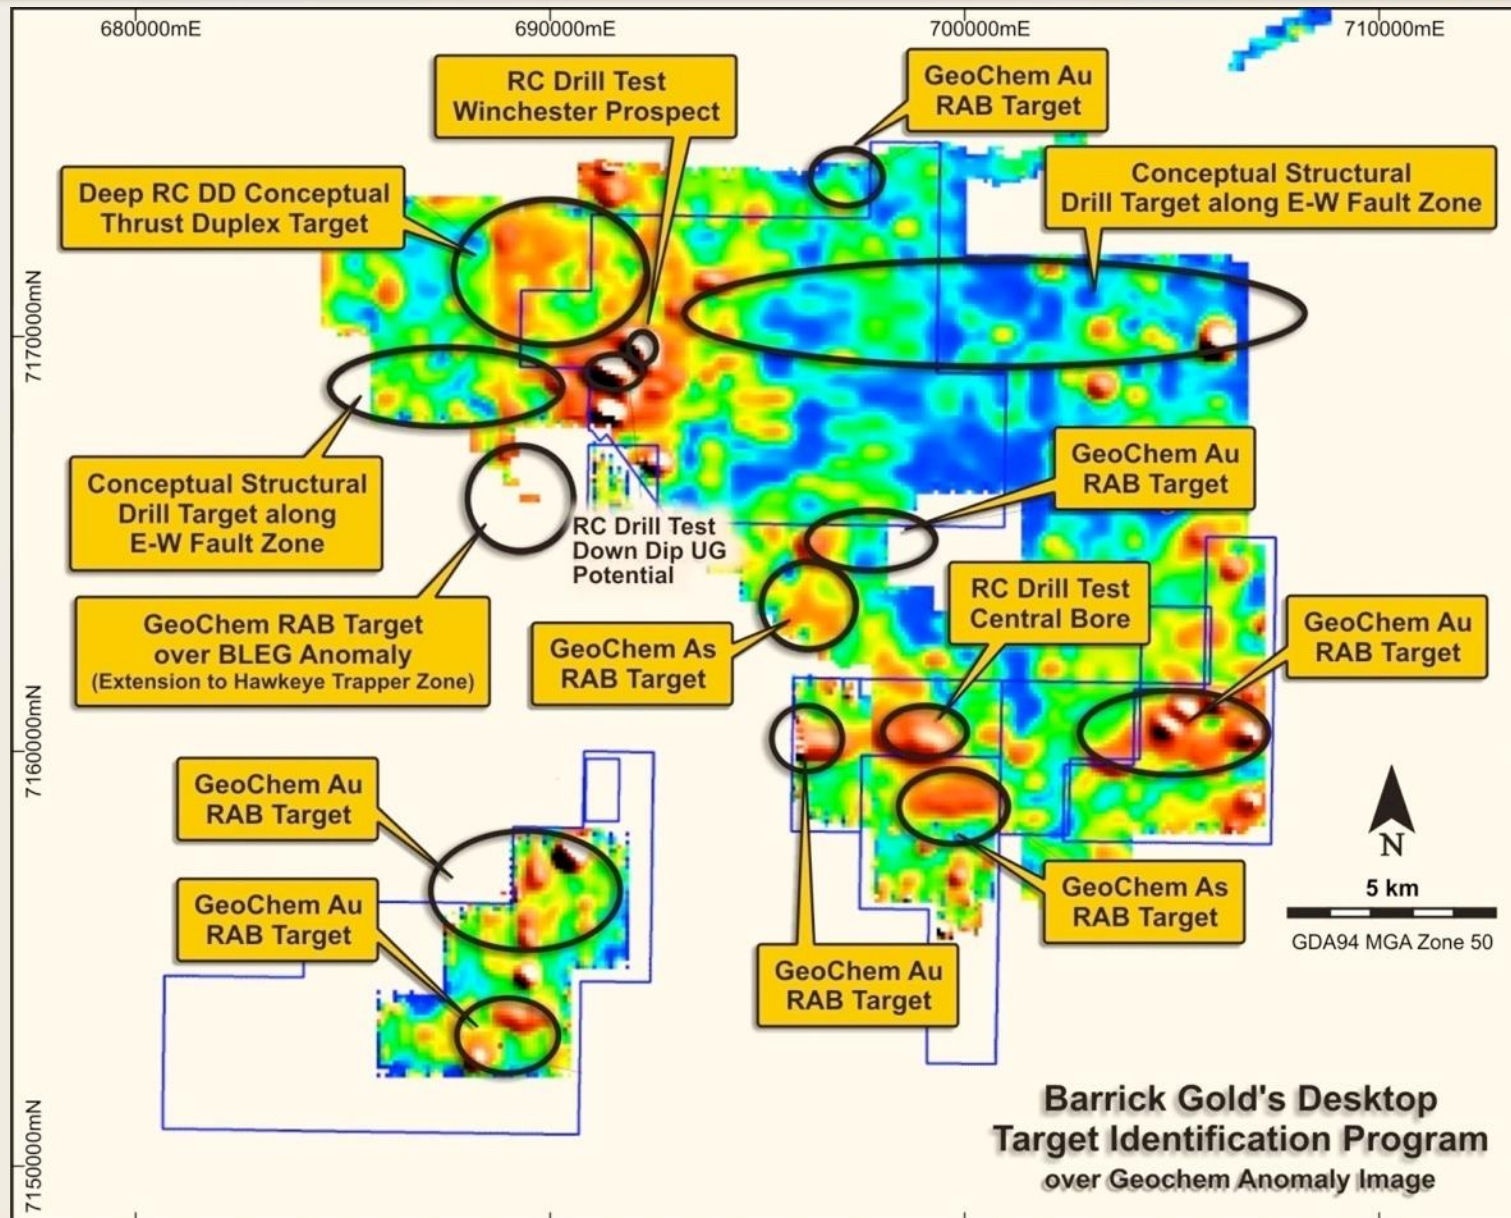 680000mE
690000mE
700000mE
710000mE
RC Drill Test
Winchester Prospect
GeoChem Au
RAB Target
Deep RC DD Conceptual
Thrust Duplex Target
Conceptual Structural
Drill Target along E-W Fault Zone
7170000mN
Conceptual Structural
Drill Target along
E-W Fault Zone
GeoChem Au
RAB Target
RC Drill Test
Down Dip UG
Potential
GeoChem RAB Target
over BLEG Anomaly
(Extension to Hawkeye Trapper Zone)
GeoChem As
RAB Target
RC Drill Test
Central Bore
GeoChem Au
RAB Target
7160000mN
GeoChem Au
RAB Target
GeoChem Au
RAB Target
GeoChem As
RAB Target
GeoChem Au
RAB Target
N
5 km
GDA94 MGA Zone 50
7150000mN
Barrick Gold's Desktop
Target Identification Program
over Geochem Anomaly Image